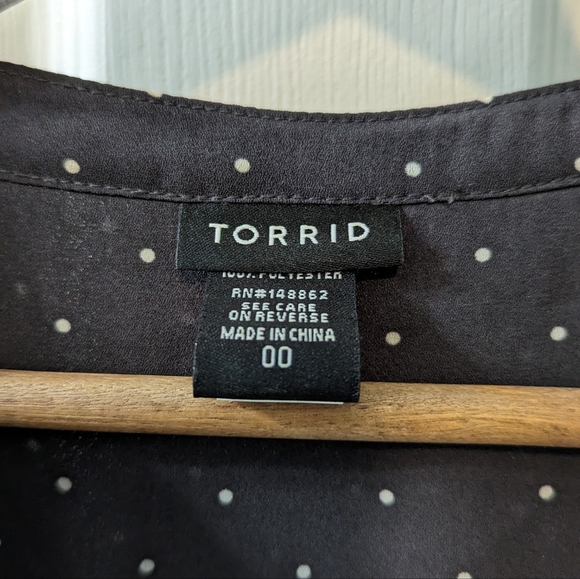 TORRID
100% POLYESTER
RN#148862
SEE CARE
ON REVERSE
MADE IN CHINA
00